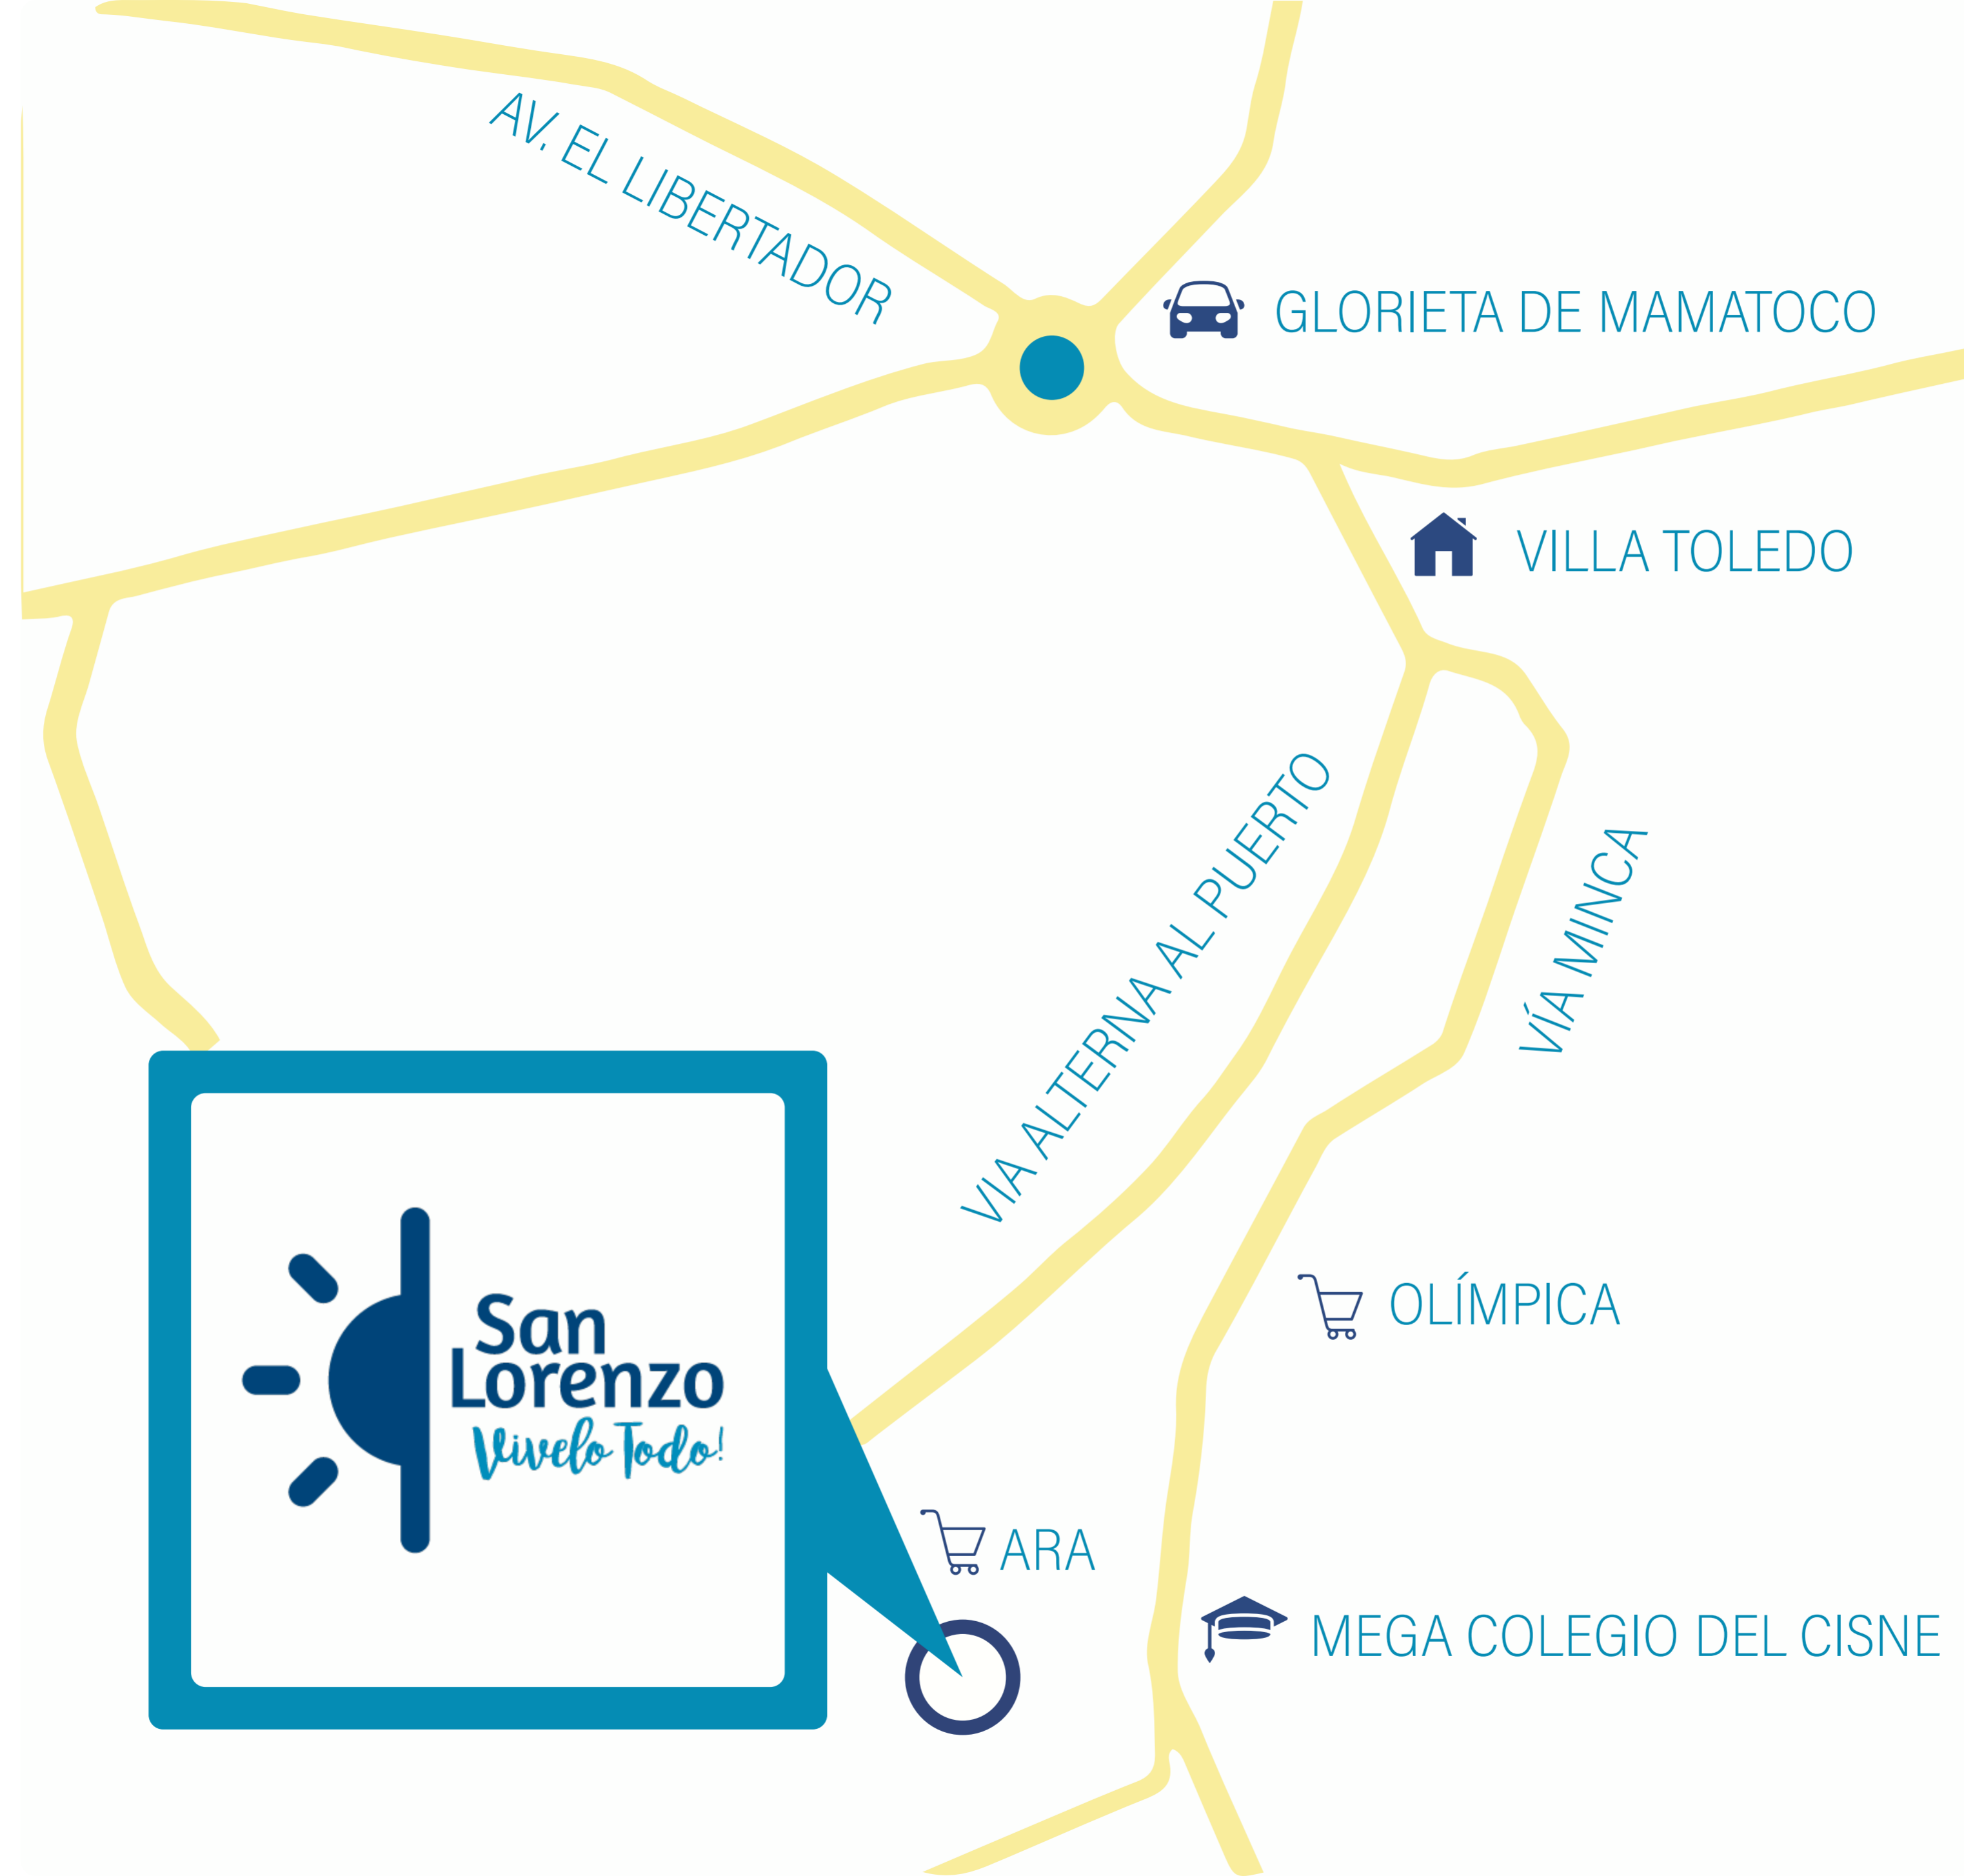 AV. EL LIBERTADOR
GLORIETA DE MAMATOCO
VILLA TOLEDO
VIA ALTERNA AL PUERTO
VÍA MINCA
OLÍMPICA
San
Lorenzo
Vivelo Todo!
ARA
MEGA COLEGIO DEL CISNE